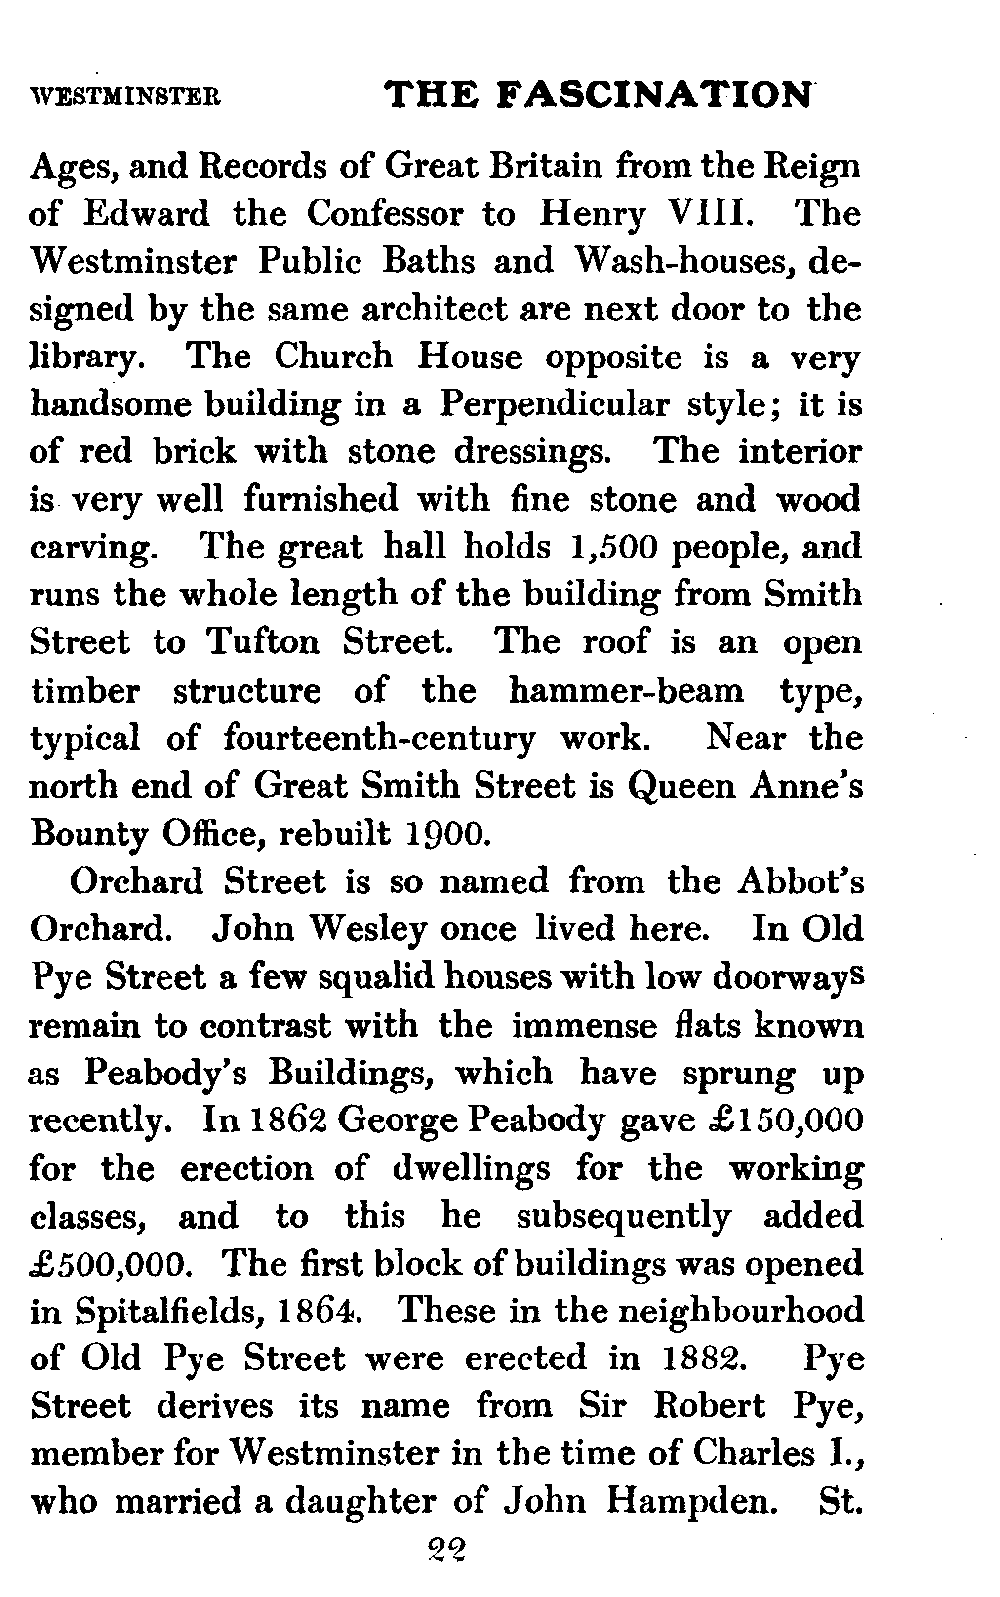 WESTMINSTER THE FASCINATION
Ages, and Records of Great Britain from the Reign
of Edward the Confessor to Henry VIII. The
Westminster Public Baths and Wash-houses, de-
signed by the same architect are next door to the
library. The Church House opposite is a very
handsome building in a Perpendicular style; it is
of red brick with stone dressings. The interior
is very well furnished with fine stone and wood
carving. The great hall holds 1,500 people, and
runs the whole length of the building from Smith
Street to Tufton Street. The roof is an open
timber structure of the hammer-beam type,
typical of fourteenth-century work. Near the
north end of Great Smith Street is Queen Anne's
Bounty Office, rebuilt 1900.
Orchard Street is so named from the Abbot's
Orchard. John Wesley once lived here. In Old
Pye Street a few squalid houses with low doorways
remain to contrast with the immense flats known
as Peabody's Buildings, which have sprung up
recently. In 1862 George Peabody gave £150,000
for the erection of dwellings for the working
classes, and to this he subsequently added
£500,000. The first block of buildings was opened
in Spitalfields, 1864. These in the neighbourhood
of Old Pye Street were erected in 1882. Pye
Street derives its name from Sir Robert Pye,
member for Westminster in the time of Charles I.,
who married a daughter of John Hampden. St.
22